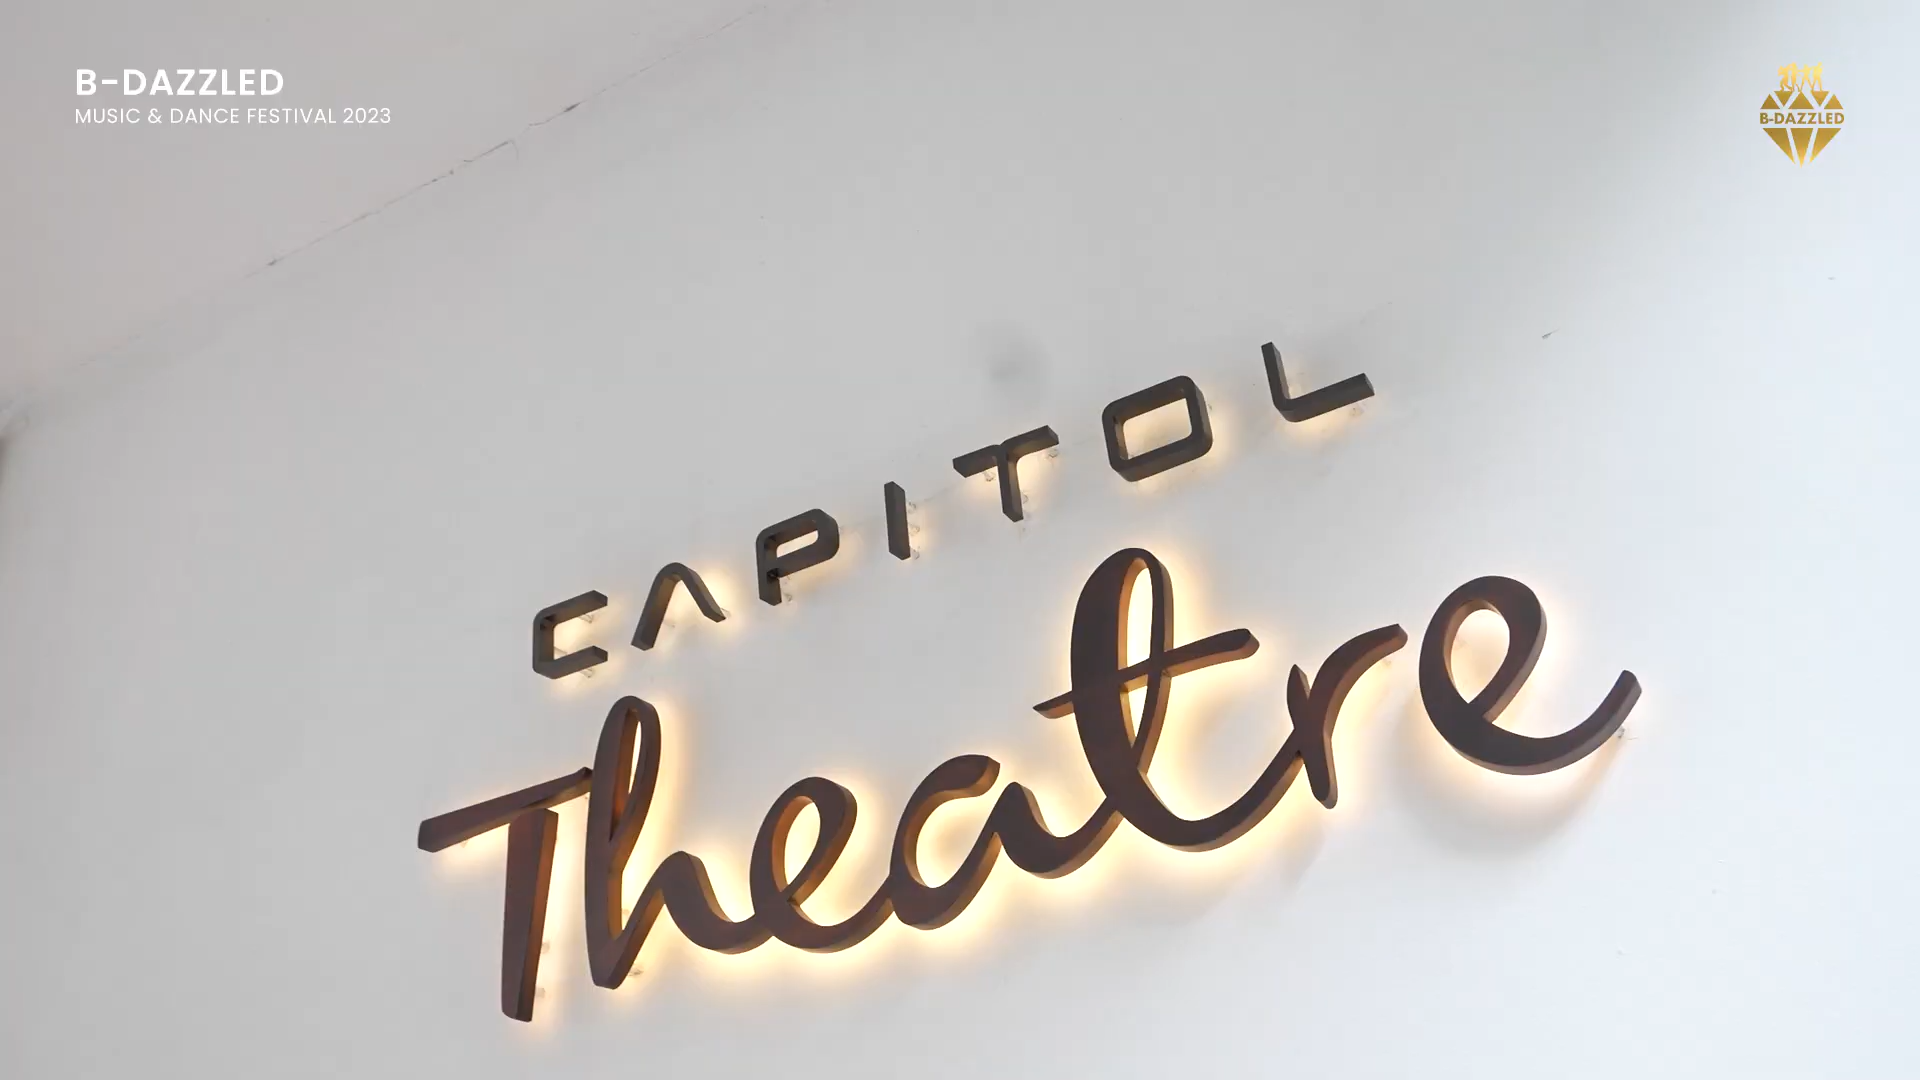 B-DAZZLED
MUSIC & DANCE FESTIVAL 2023
B-DAZZLED
CAPITOL
Theatre